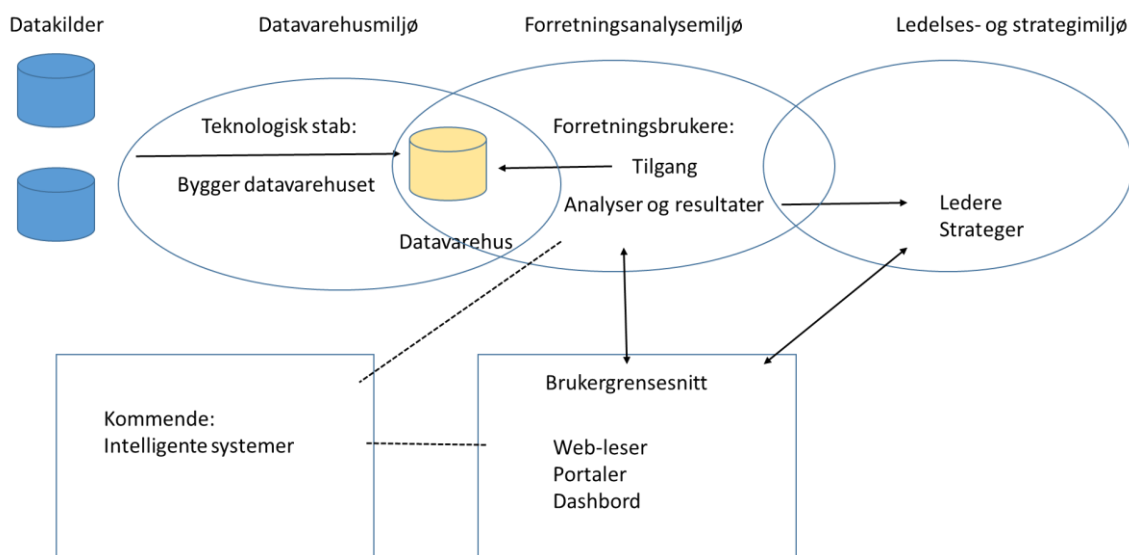 Datakilder
Datavarehusmiljø
Forretningsanalysemiljø
Ledelses- og strategimiljø
Teknologisk stab:
Bygger datavarehuset
Datavarehus
Forretningsbrukere:
Tilgang
Analyser og resultater
Ledere
Strateger
Kommende:
Intelligente systemer
Brukergrensesnitt
Web-leser
Portaler
Dashbord